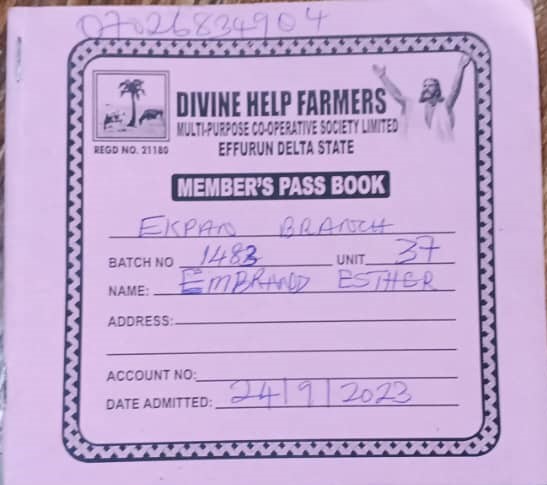 07026834904
DIVINE HELP FARMERS
MULTI-PURPOSE CO-OPERATIVE SOCIETY LIMITED
REGD NO. 21180
EFFURUN DELTA STATE
MEMBER'S PASS BOOK
EKPAN BRANCH
BATCH NO 1483 UNIT 37
NAME: EMBRAND ESTHER
ADDRESS:
ACCOUNT NO:
DATE ADMITTED: 24/9/2023